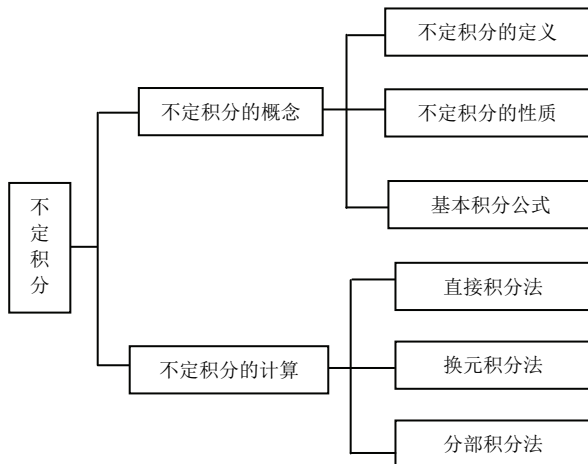 不定积分
不定积分的概念
不定积分的定义
不定积分的性质
基本积分公式
不定积分的计算
直接积分法
换元积分法
分部积分法